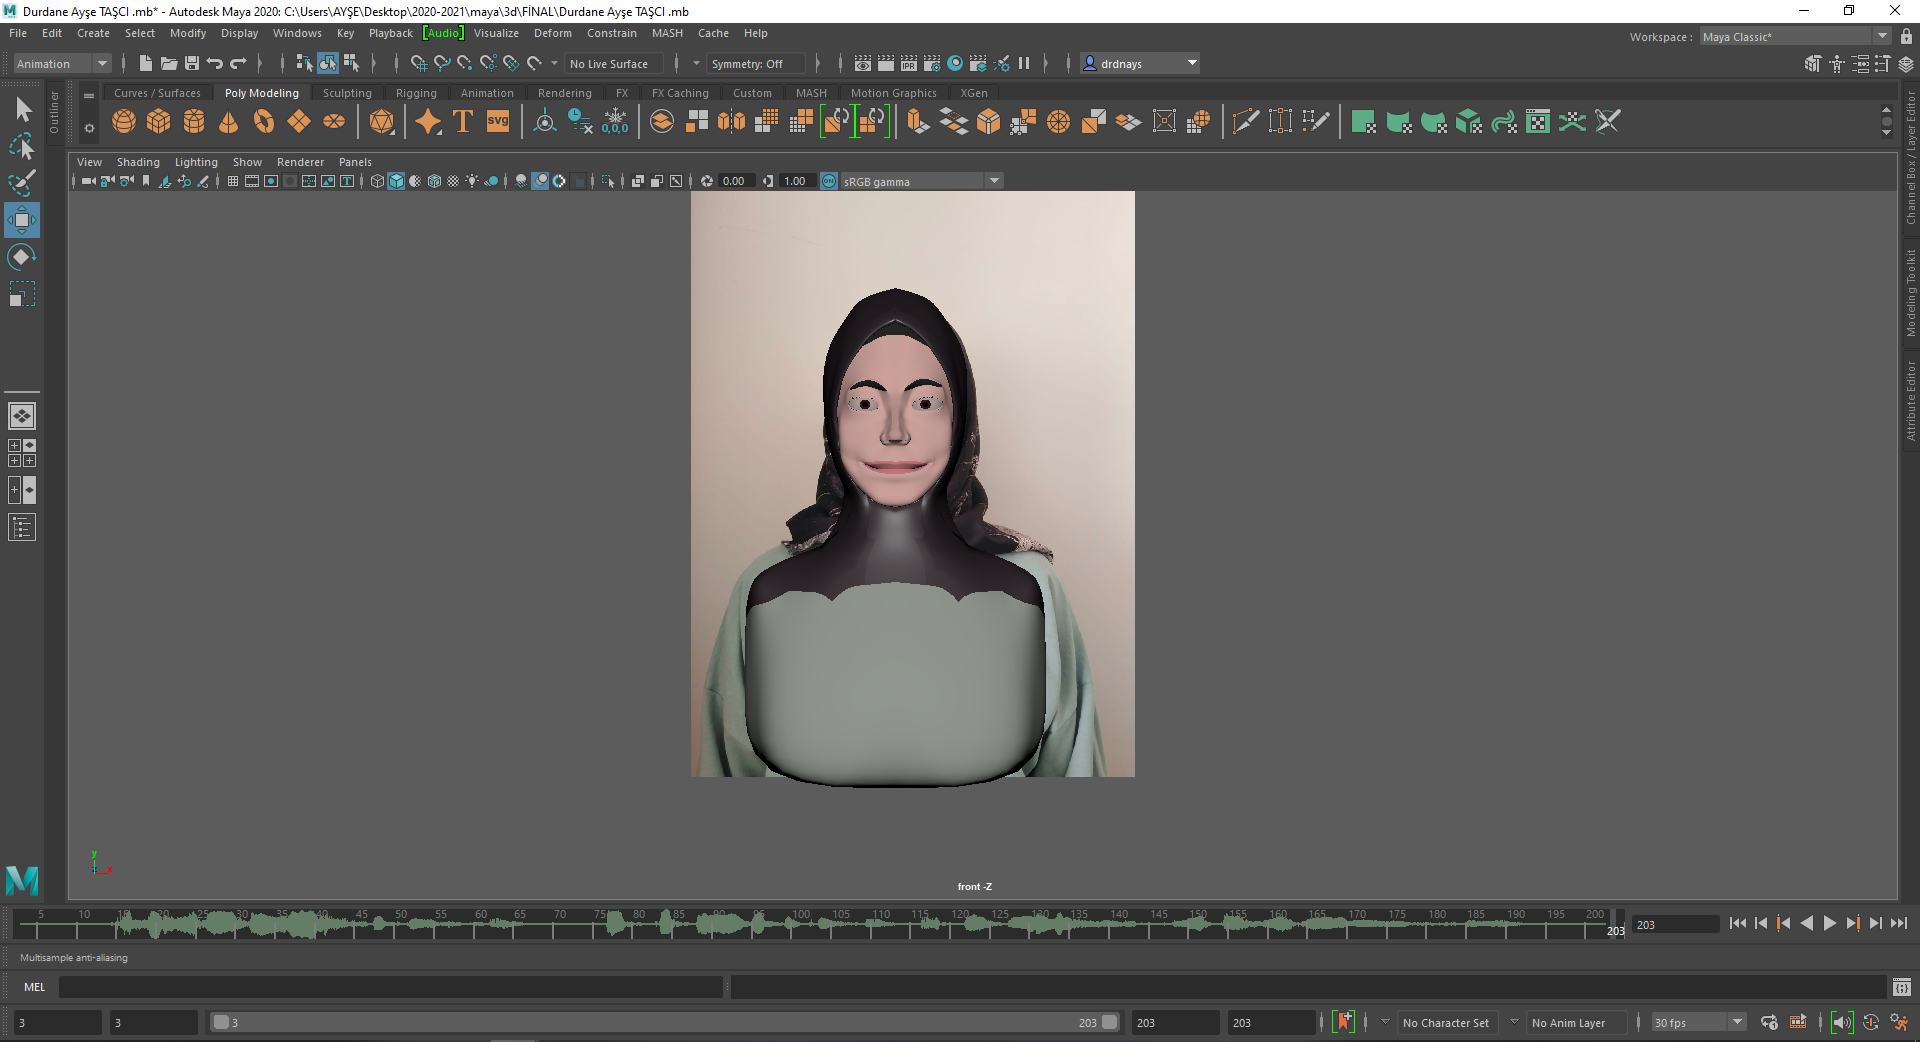 Durdane Ayşe TAŞCI .mb* - Autodesk Maya 2020: C:\Users\AYŞE\Desktop\2020-2021\maya\3d\FİNAL\Durdane Ayşe TAŞCI .mb
File Edit Create Select Modify Display Windows Key Playback [Audio] Visualize Deform Constrain MASH Cache Help
Workspace : Maya Classic*
Animation No Live Surface Symmetry: Off drdnays
Curves / Surfaces Poly Modeling Sculpting Rigging Animation Rendering FX FX Caching Custom MASH Motion Graphics XGen
T svg 0,0,0
Outliner
View Shading Lighting Show Renderer Panels
IPR
0.00 1.00 ON sRGB gamma
Channel Box / Layer Editor
Modeling Toolkit
Attribute Editor
y
x
front -Z
5 10 15 20 25 30 35 40 45 50 55 60 65 70 75 80 85 90 95 100 105 110 115 120 125 130 135 140 145 150 155 160 165 170 175 180 185 190 195 200
203 203
Multisample anti-aliasing
MEL
3 3 3 203 203 203 No Character Set No Anim Layer 30 fps